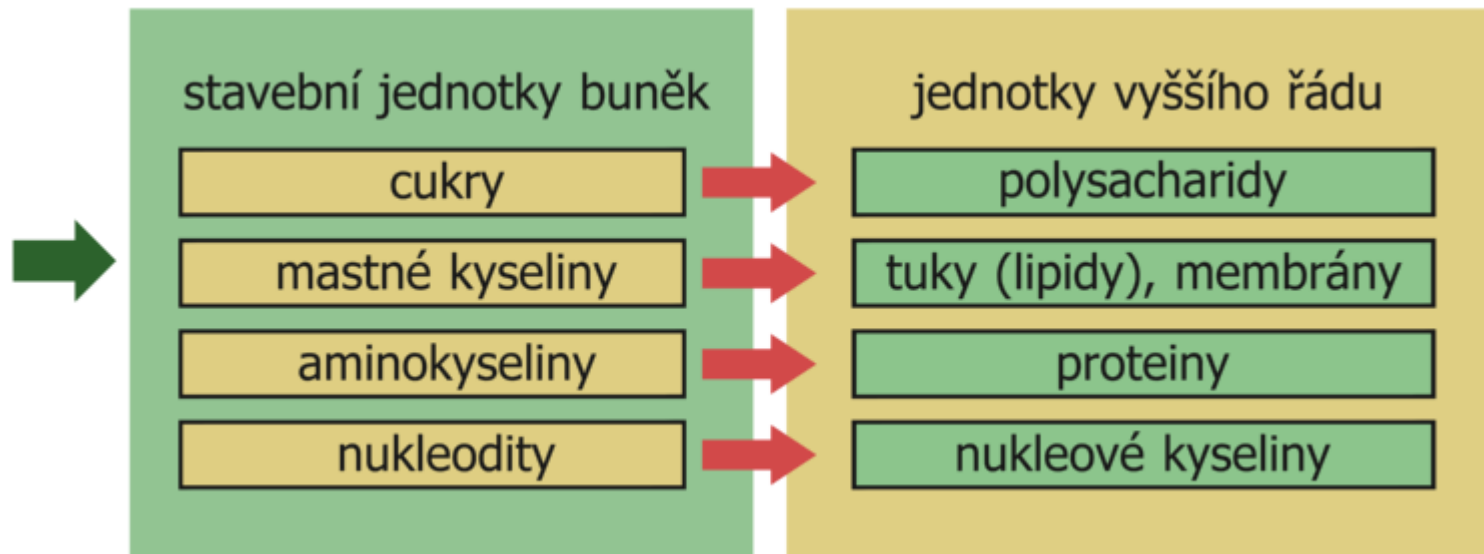 stavební jednotky buněk
cukry
mastné kyseliny
aminokyseliny
nukleodity
jednotky vyššího řádu
polysacharidy
tuky (lipidy), membrány
proteiny
nukleové kyseliny